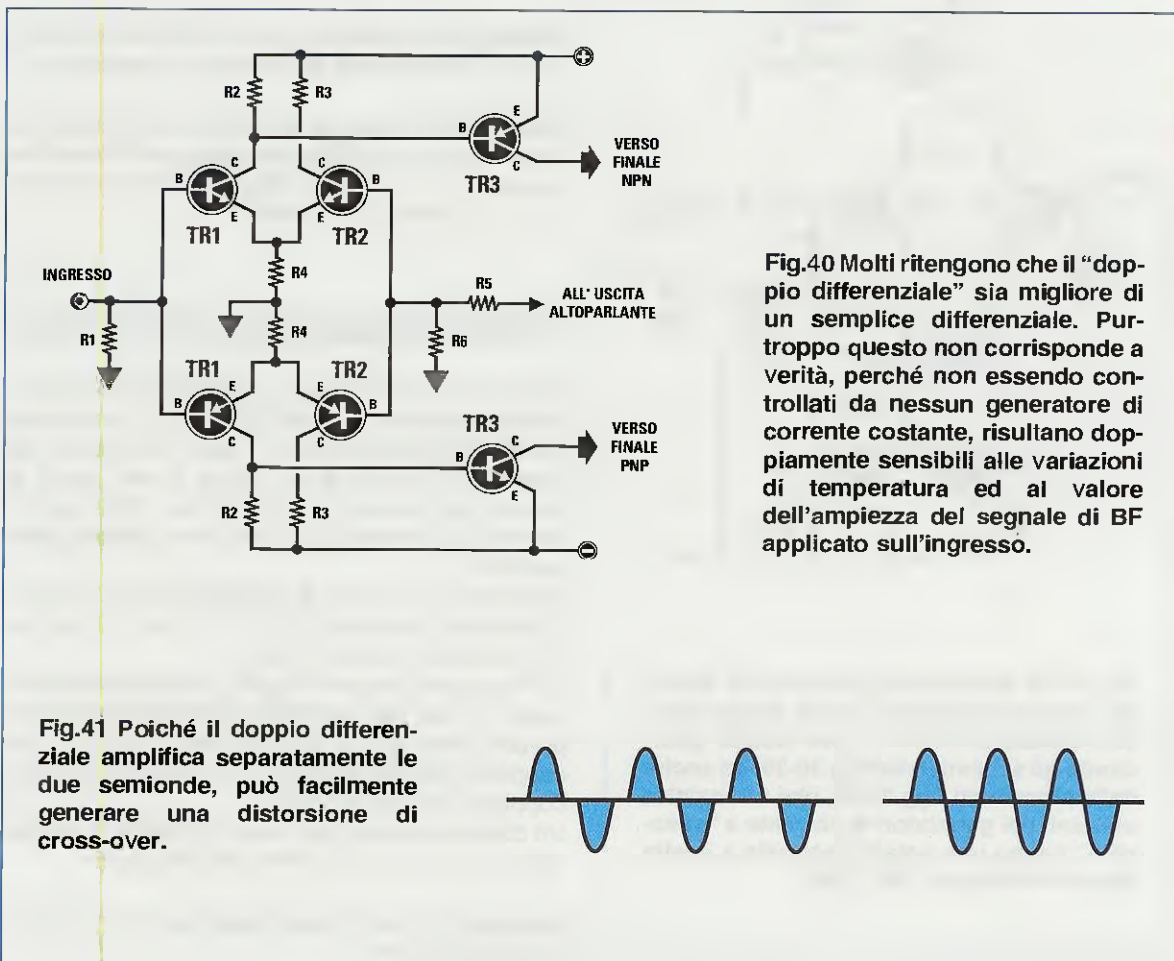 R2
R3
E
B
C
TR3
VERSO
FINALE
NPN
C
C
B
B
E
E
TR1
TR2
INGRESSO
R4
R5
ALL' USCITA
ALTOPARLANTE
R1
R4
R6
TR1
TR2
E
E
B
B
C
C
TR3
C
B
E
VERSO
FINALE
PNP
R2
R3
Fig.40 Molti ritengono che il “dop-
pio differenziale” sia migliore di
un semplice differenziale. Pur-
troppo questo non corrisponde a
verità, perché non essendo con-
trollati da nessun generatore di
corrente costante, risultano dop-
piamente sensibili alle variazioni
di temperatura ed al valore
dell'ampiezza del segnale di BF
applicato sull'ingresso.
Fig.41 Poiché il doppio differen-
ziale amplifica separatamente le
due semionde, può facilmente
generare una distorsione di
cross-over.